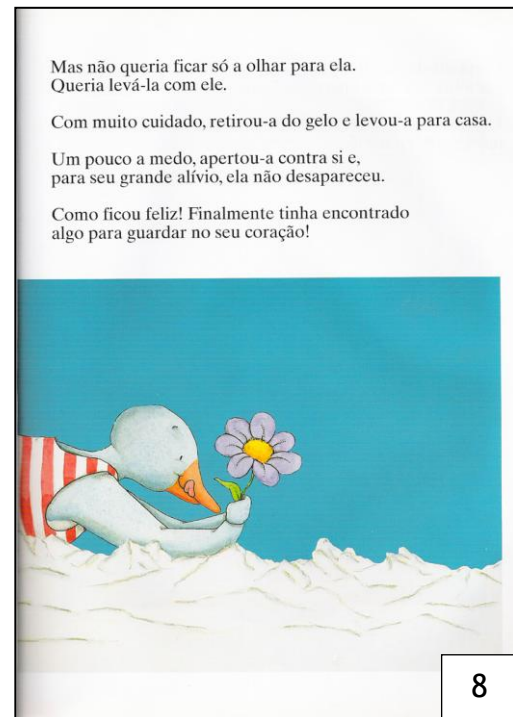 Mas não queria ficar só a olhar para ela.
Queria levá-la com ele.
Com muito cuidado, retirou-a do gelo e levou-a para casa.
Um pouco a medo, apertou-a contra si e,
para seu grande alívio, ela não desapareceu.
Como ficou feliz! Finalmente tinha encontrado
algo para guardar no seu coração!
8